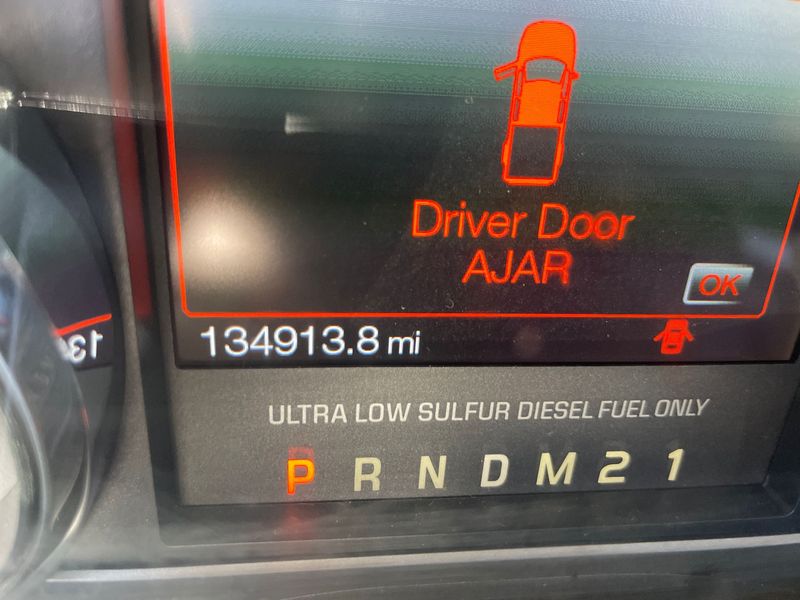 Driver Door
AJAR
OK
134913.8 mi
ULTRA LOW SULFUR DIESEL FUEL ONLY
P R N D M 2 1